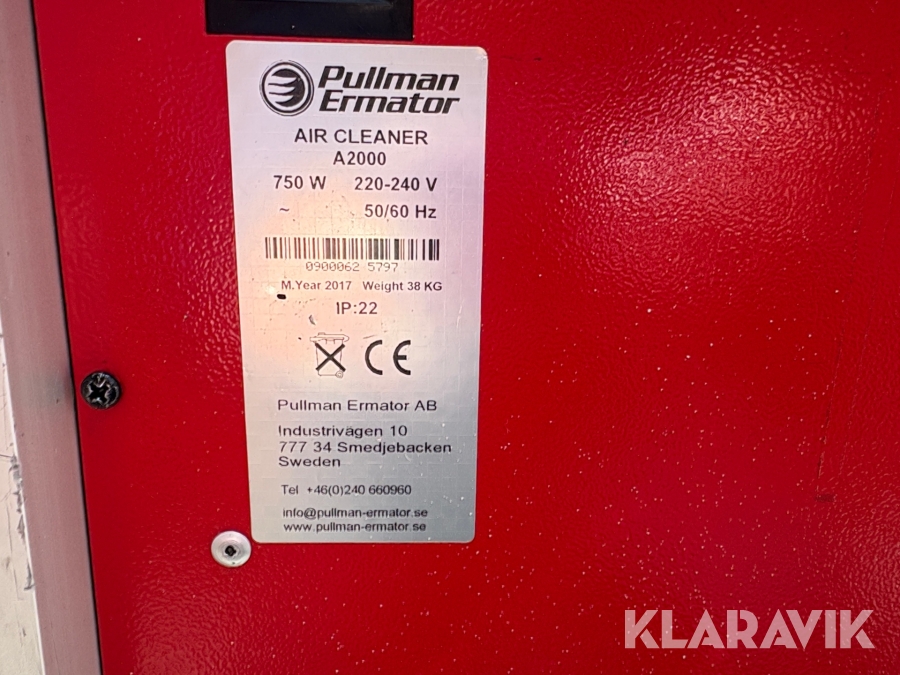 Pullman
Ermator
AIR CLEANER
A2000
750 W 220-240 V
~ 50/60 Hz
0900062 5797
M.Year 2017 Weight 38 KG
IP:22
CE
Pullman Ermator AB
Industrivägen 10
777 34 Smedjebacken
Sweden
Tel +46(0)240 660960
info@pullman-ermator.se
www.pullman-ermator.se
KLARAVIK